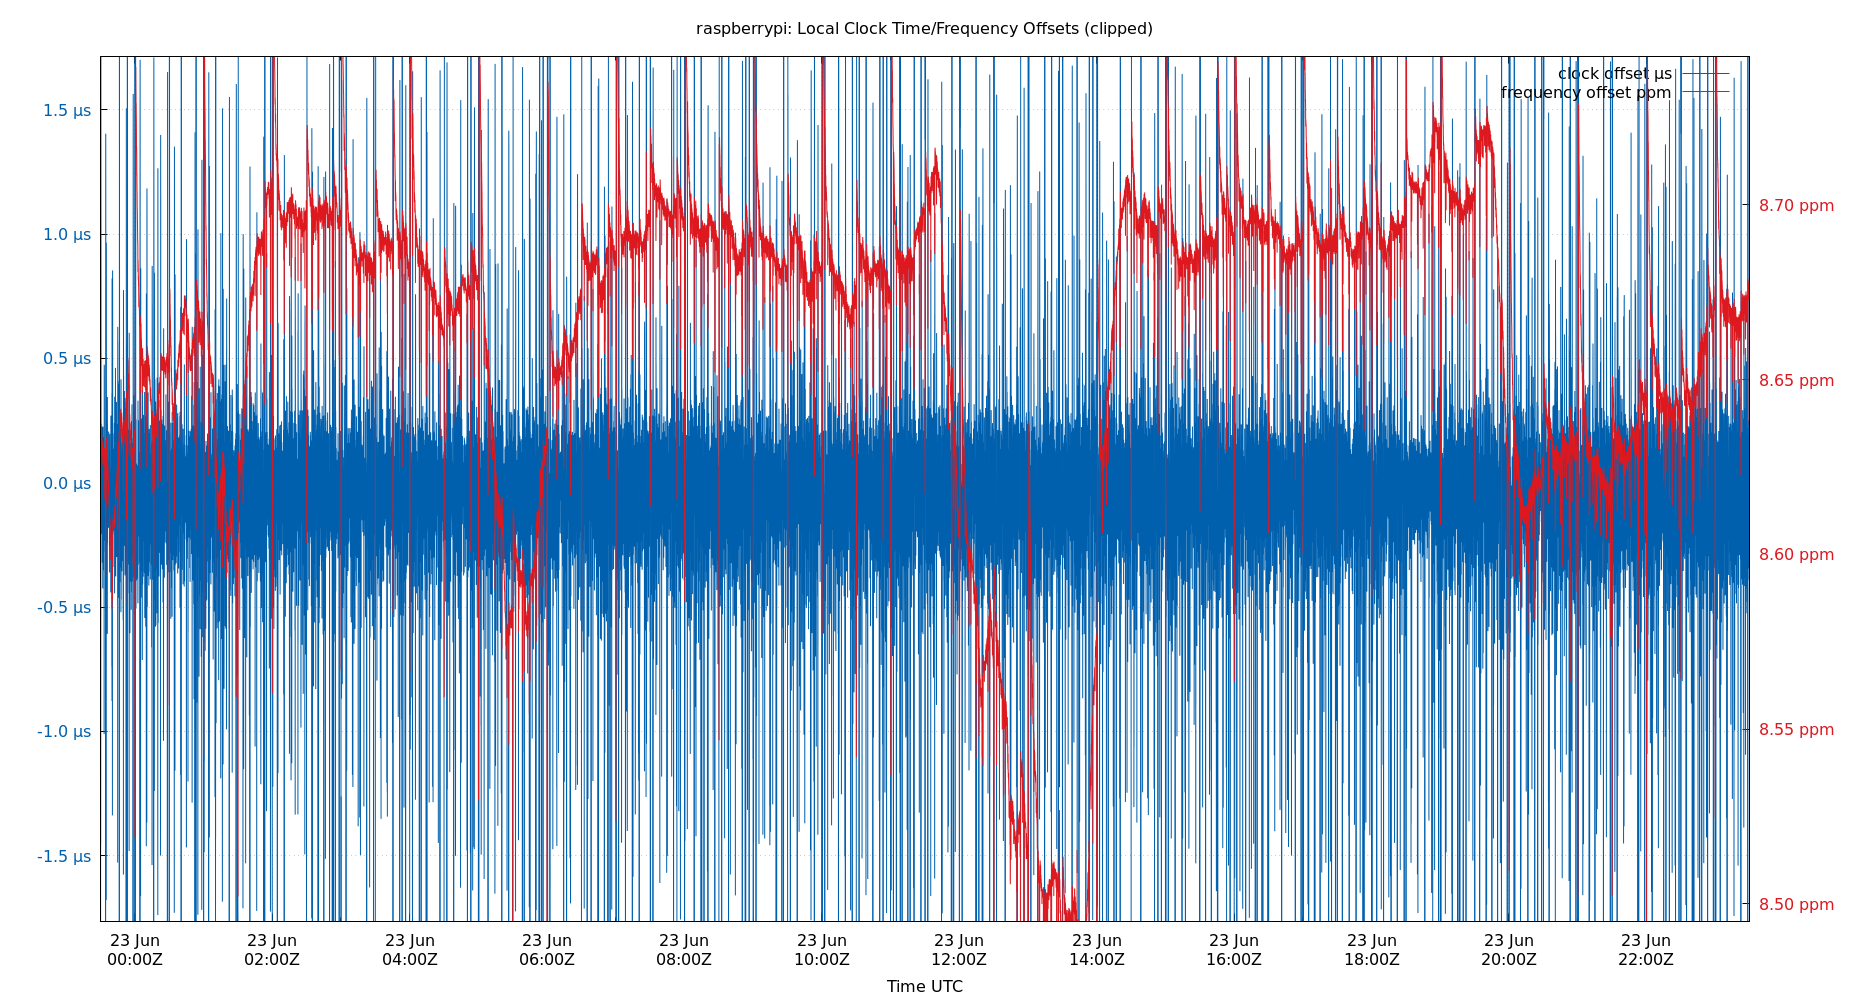 raspberrypi: Local Clock Time/Frequency Offsets (clipped)
clock offset µs
frequency offset ppm
1.5 µs
1.0 µs
0.5 µs
0.0 µs
-0.5 µs
-1.0 µs
-1.5 µs
8.70 ppm
8.65 ppm
8.60 ppm
8.55 ppm
8.50 ppm
23 Jun 23 Jun 23 Jun 23 Jun 23 Jun 23 Jun 23 Jun 23 Jun 23 Jun 23 Jun 23 Jun 23 Jun
00:00Z 02:00Z 04:00Z 06:00Z 08:00Z 10:00Z 12:00Z 14:00Z 16:00Z 18:00Z 20:00Z 22:00Z
Time UTC